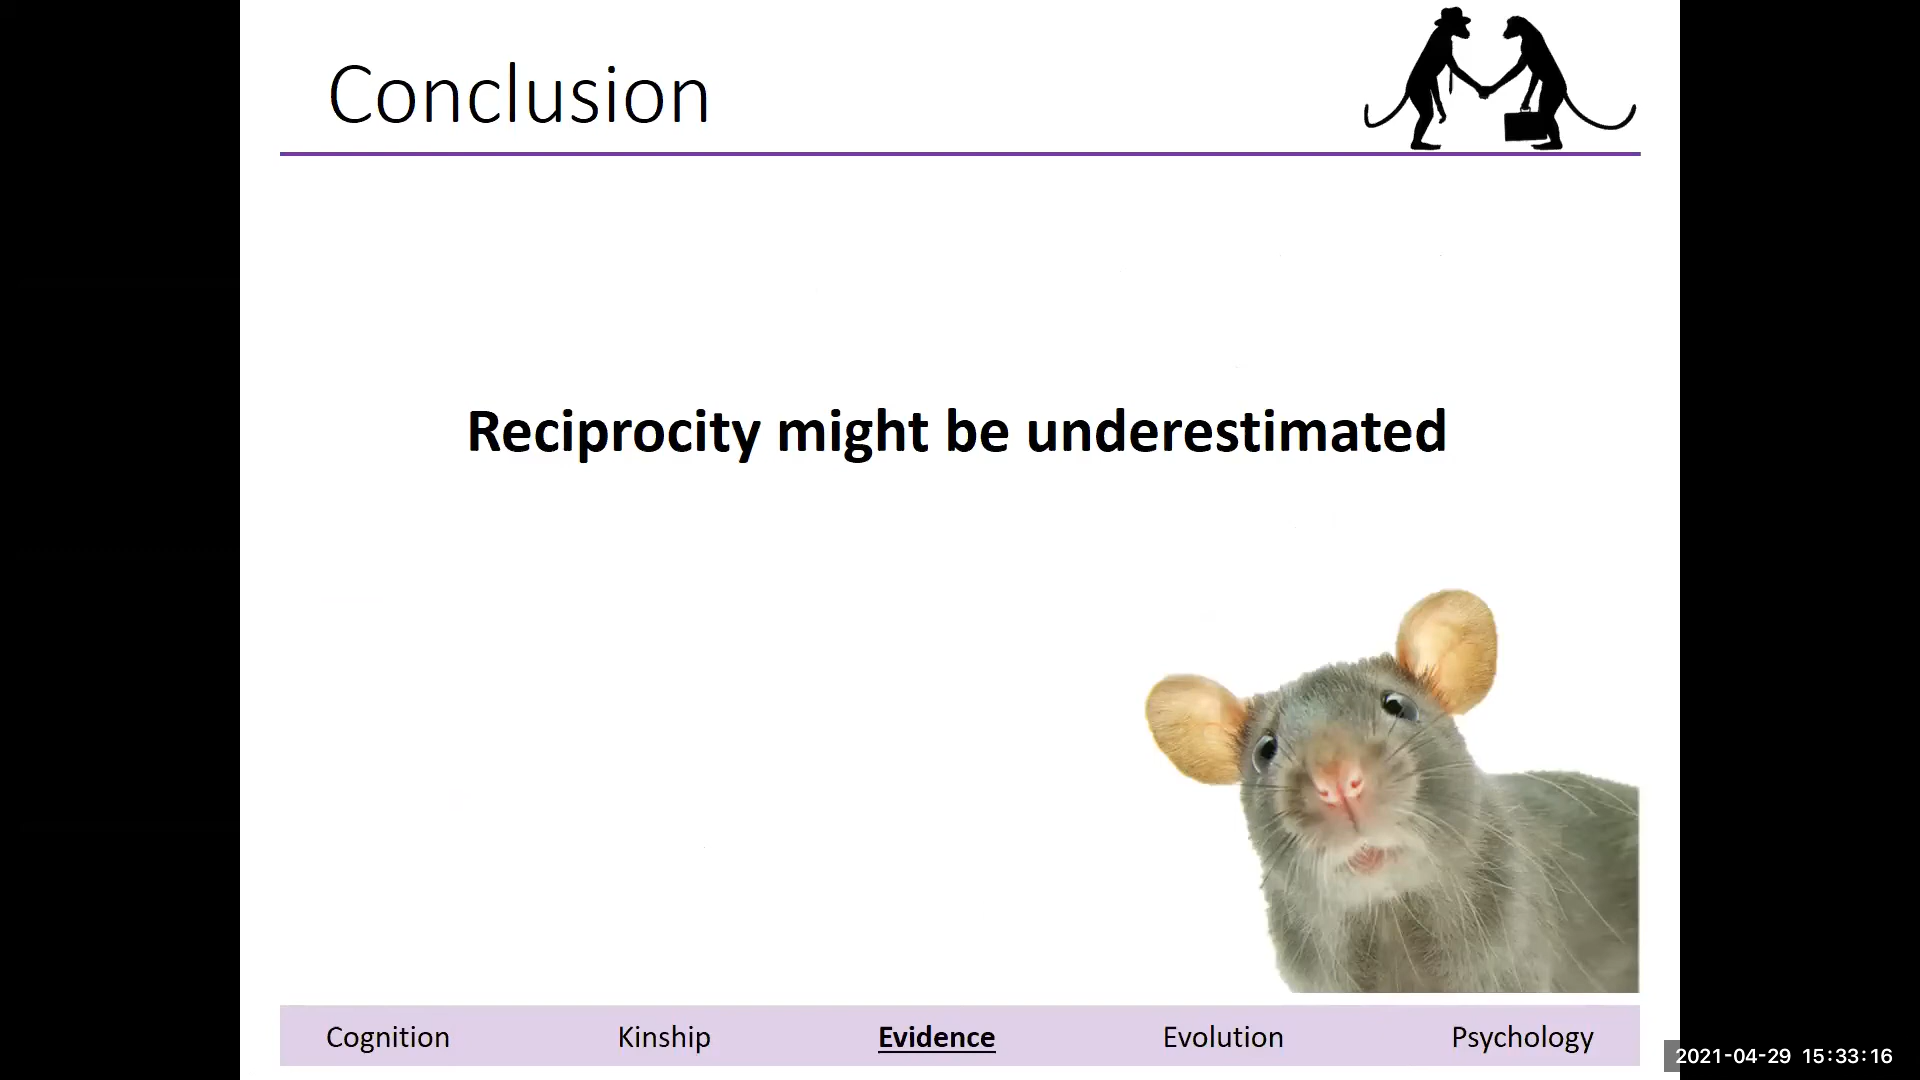 Conclusion
Reciprocity might be underestimated
Cognition Kinship Evidence Evolution Psychology
2021-04-29 15:33:16